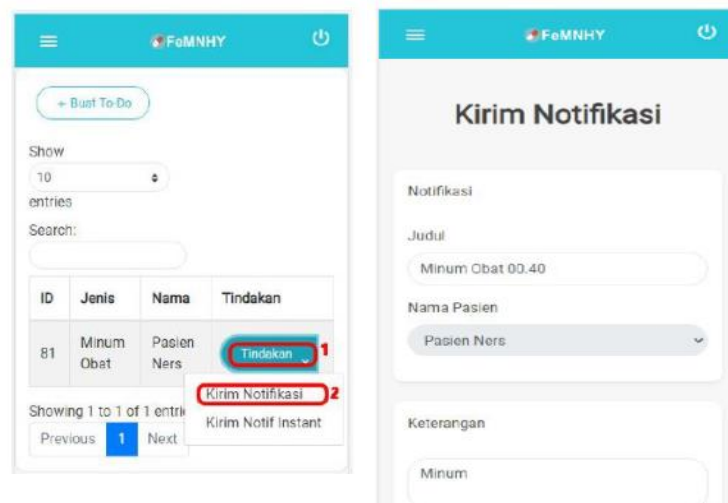 FeMNHY
+ Buat To-Do
Show
10
entries
Search:
ID Jenis Nama Tindakan
81 Minum Obat Pasien Ners Tindakan 1
Kirim Notifikasi 2
Kirim Notif Instant
Showing 1 to 1 of 1 entri
Previous 1 Next
FeMNHY
Kirim Notifikasi
Notifikasi
Judul
Minum Obat 00.40
Nama Pasien
Pasien Ners
Keterangan
Minum